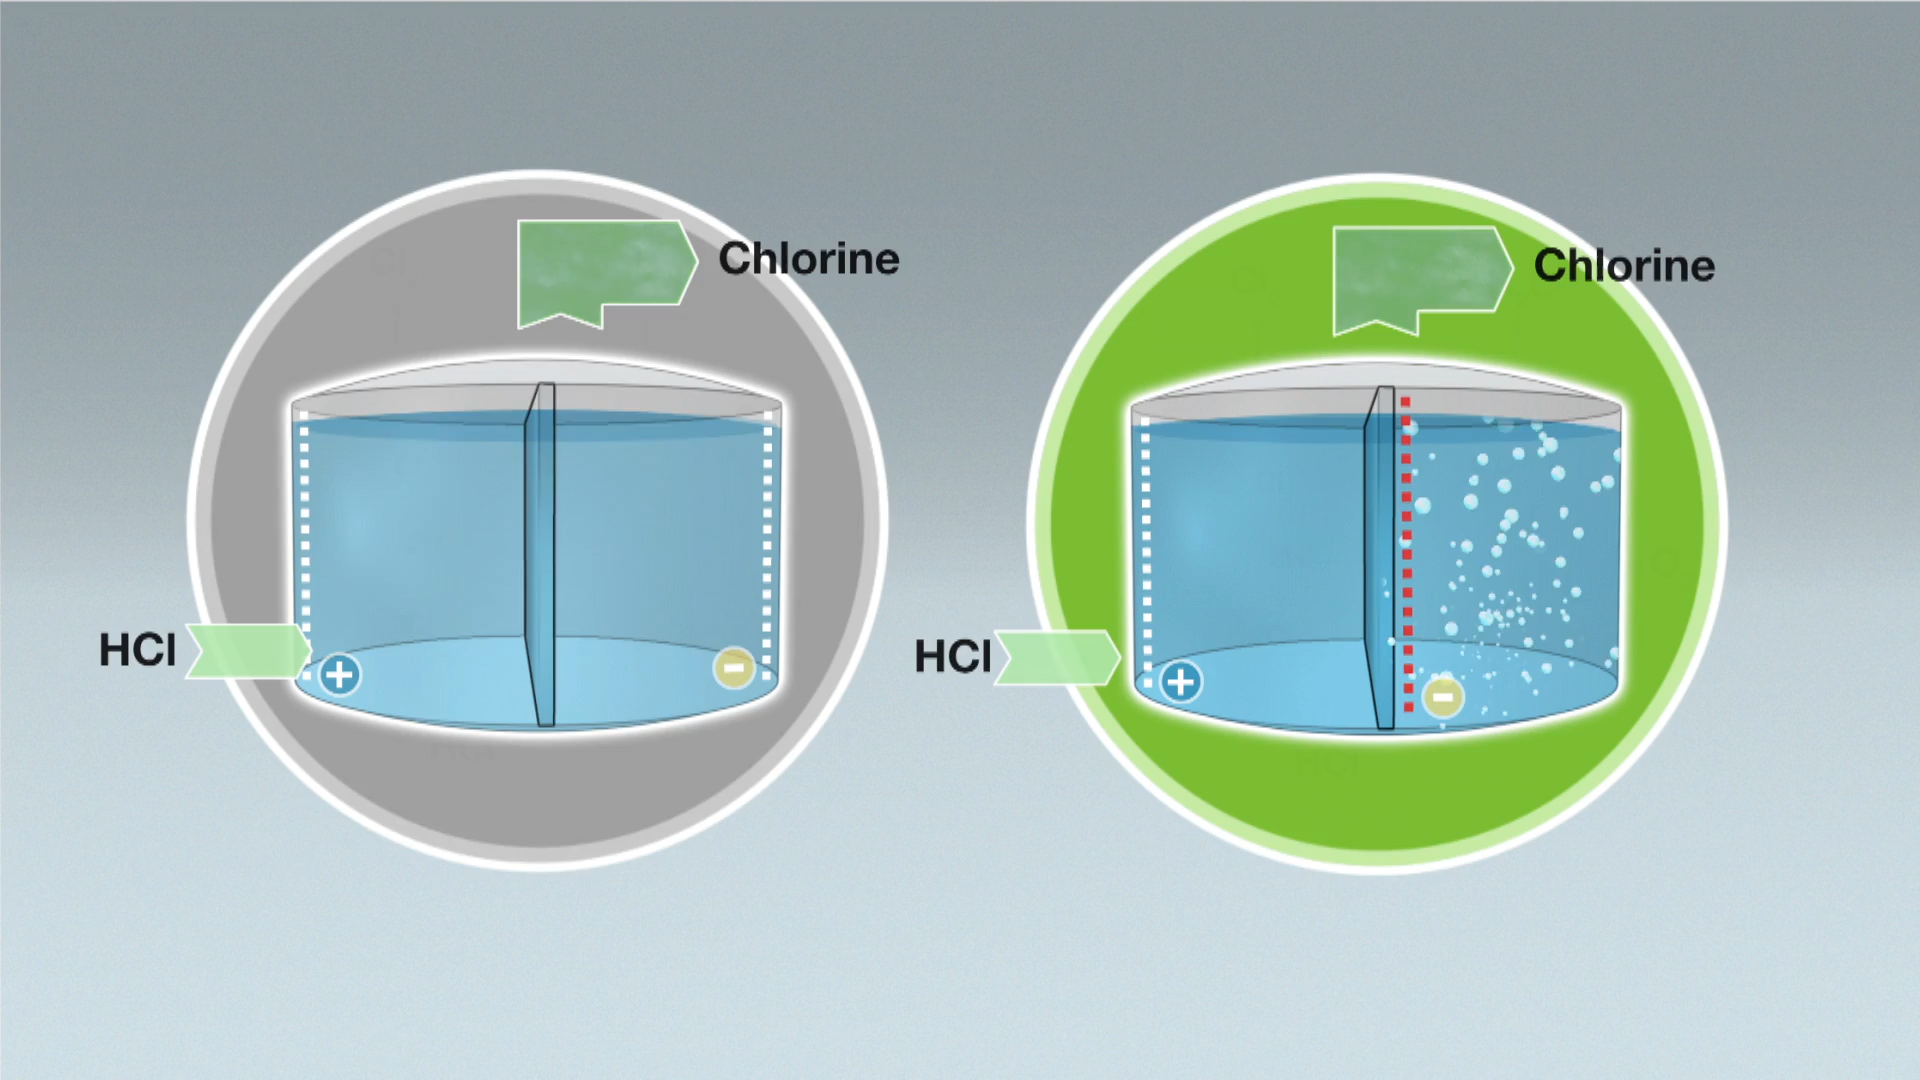 Chlorine
HCl
+
-
Chlorine
HCl
+
-